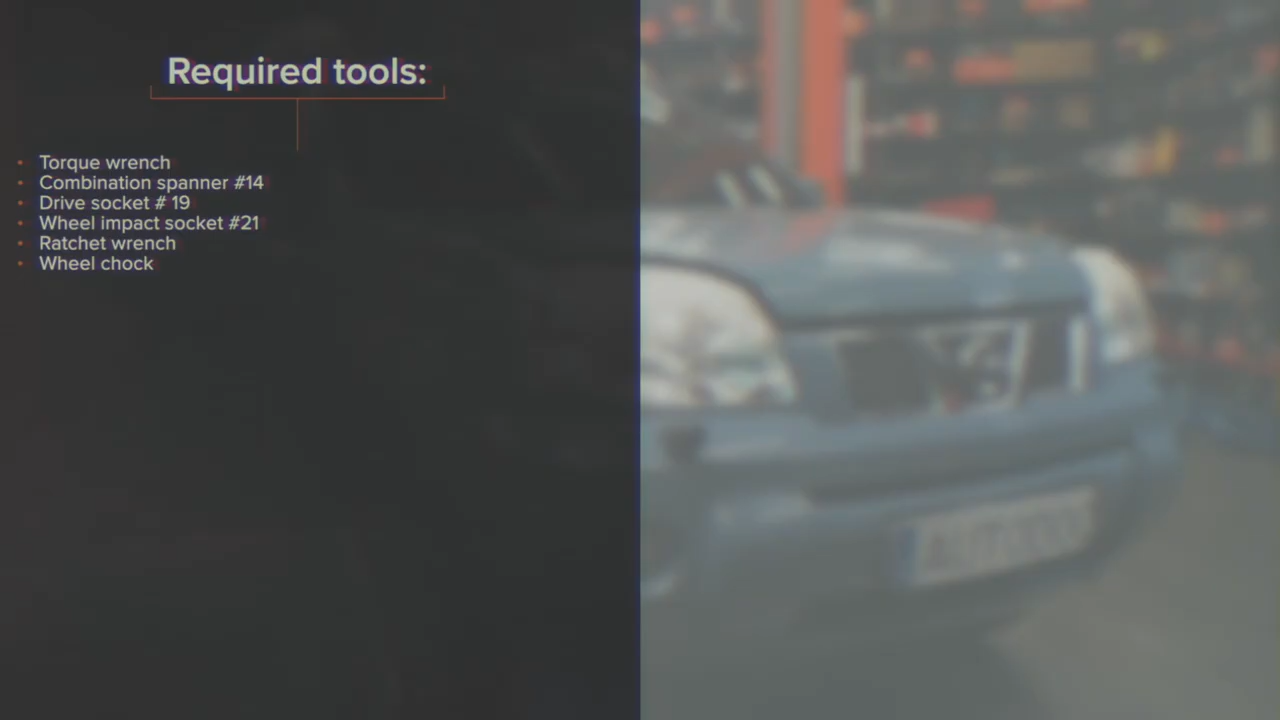 Required tools:
Torque wrench
Combination spanner #14
Drive socket # 19
Wheel impact socket #21
Ratchet wrench
Wheel chock